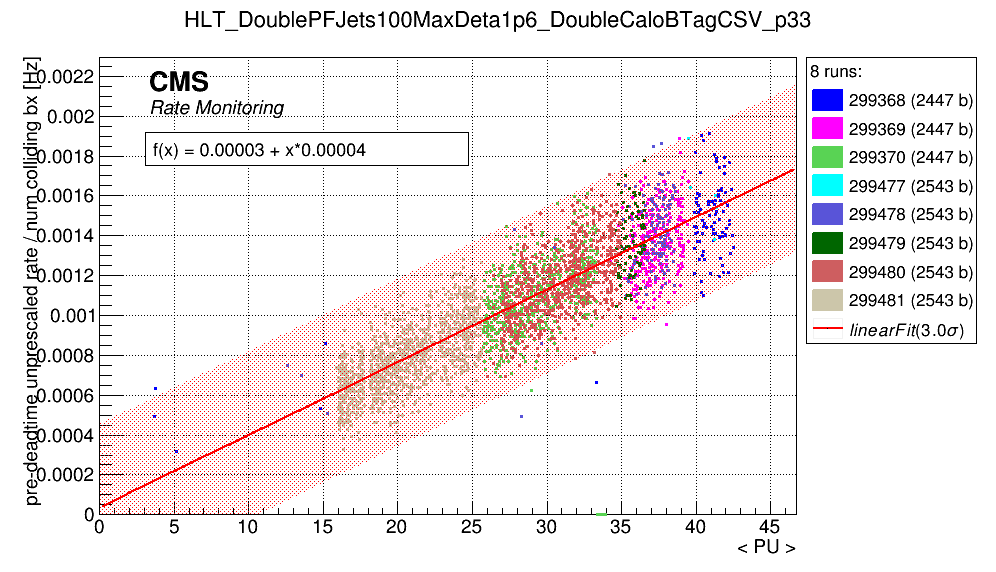 HLT_DoublePFJets100MaxDeta1p6_DoubleCaloBTagCSV_p33
pre-deadtime unprescaled rate / num colliding bx [Hz]
0.0022
0.002
0.0018
0.0016
0.0014
0.0012
0.001
0.0008
0.0006
0.0004
0.0002
0
CMS
Rate Monitoring
f(x) = 0.00003 + x*0.00004
0 5 10 15 20 25 30 35 40 45
< PU >
8 runs:
299368 (2447 b)
299369 (2447 b)
299370 (2447 b)
299477 (2543 b)
299478 (2543 b)
299479 (2543 b)
299480 (2543 b)
299481 (2543 b)
linearFit(3.0σ)